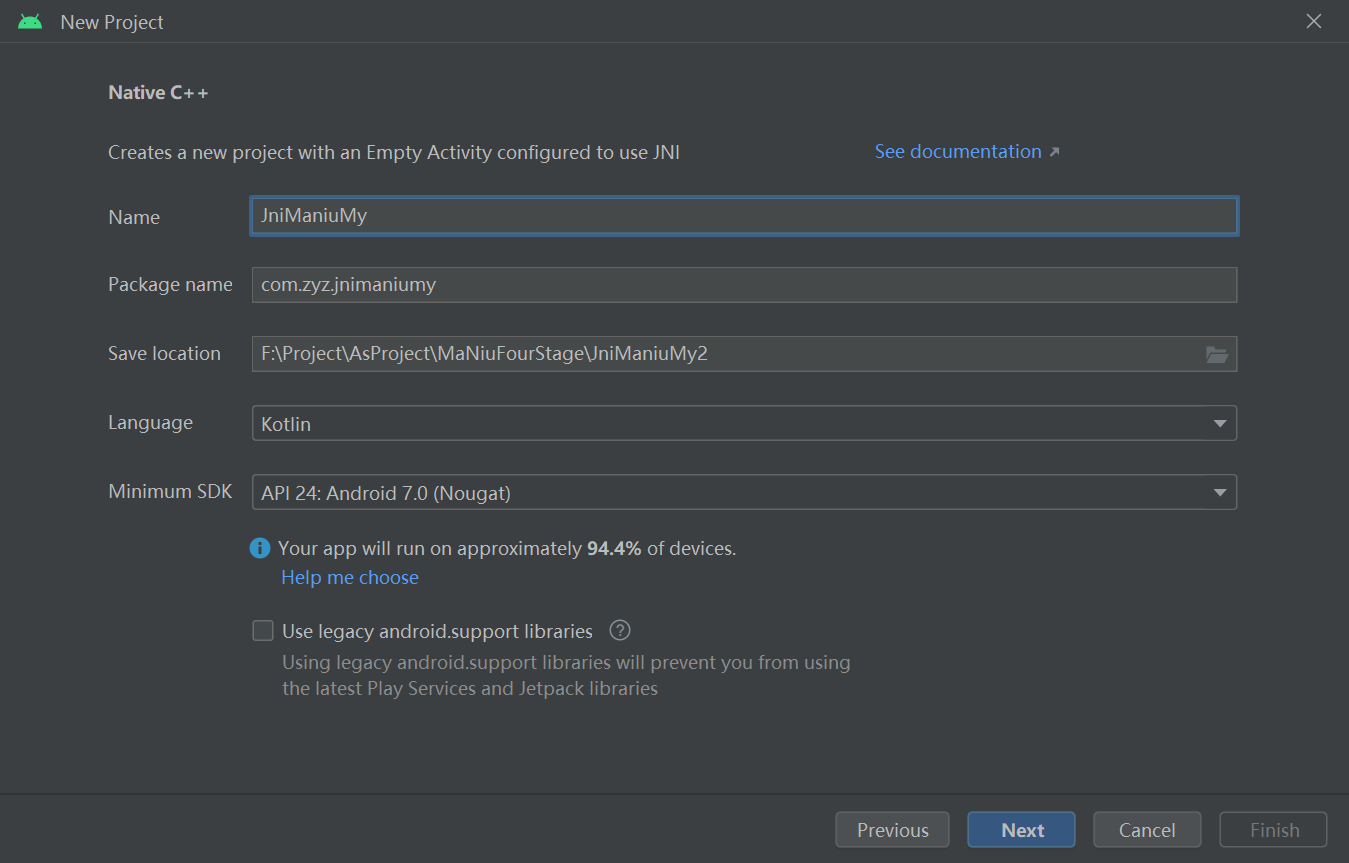 New Project
Native C++
Creates a new project with an Empty Activity configured to use JNI See documentation ↗
Name JniManiuMy
Package name com.zyz.jnimaniumy
Save location F:\Project\AsProject\MaNiuFourStage\JniManiuMy2
Language Kotlin
Minimum SDK API 24: Android 7.0 (Nougat)
Your app will run on approximately 94.4% of devices.
Help me choose
Use legacy android.support libraries ?
Using legacy android.support libraries will prevent you from using
the latest Play Services and Jetpack libraries
Previous Next Cancel Finish